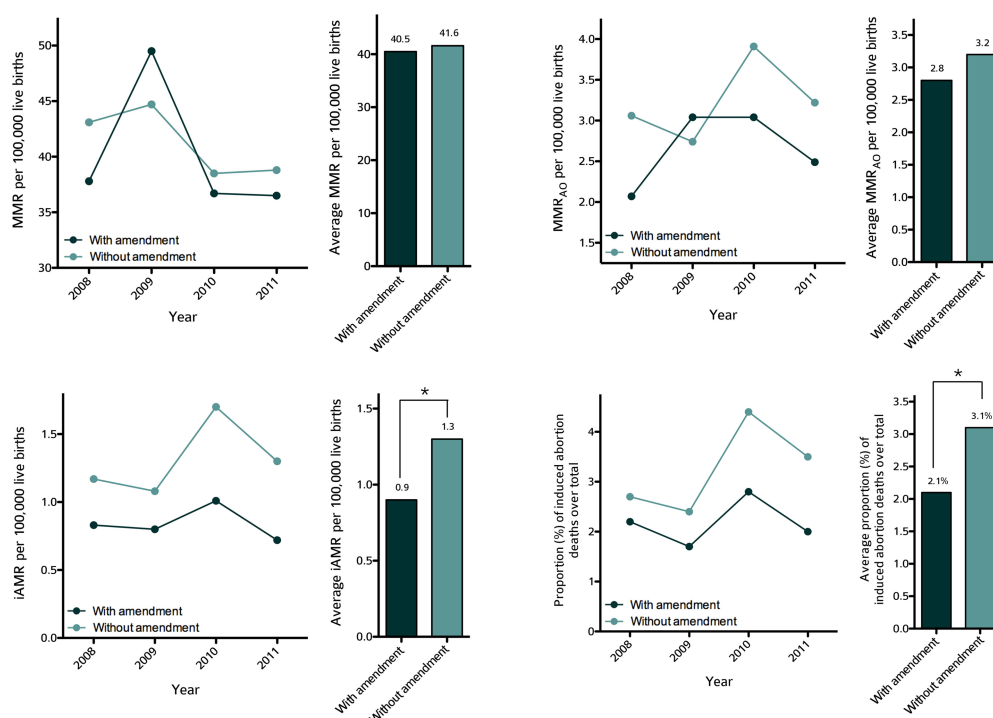 MMR per 100,000 live births
50
45
40
35
30
With amendment
Without amendment
2008
2009
2010
2011
Year
Average MMR per 100,000 live births
40
30
20
10
0
40.5
41.6
With amendment
Without amendment
MMRAO per 100,000 live births
4.0
3.5
3.0
2.5
2.0
1.5
With amendment
Without amendment
2008
2009
2010
2011
Year
Average MMRAO per 100,000 live births
3.5
3.0
2.5
2.0
1.5
1.0
0.5
0.0
2.8
3.2
With amendment
Without amendment
iAMR per 100,000 live births
1.5
1.0
0.5
0.0
With amendment
Without amendment
2008
2009
2010
2011
Year
Average iAMR per 100,000 live births
1.5
1.0
0.5
0.0
*
0.9
1.3
With amendment
Without amendment
Proportion (%) of induced abortion
deaths over total
4
3
2
1
0
With amendment
Without amendment
2008
2009
2010
2011
Year
Average proportion (%) of
induced abortion deaths over total
3.5
3.0
2.5
2.0
1.5
1.0
0.5
0.0
*
2.1%
3.1%
With amendment
Without amendment